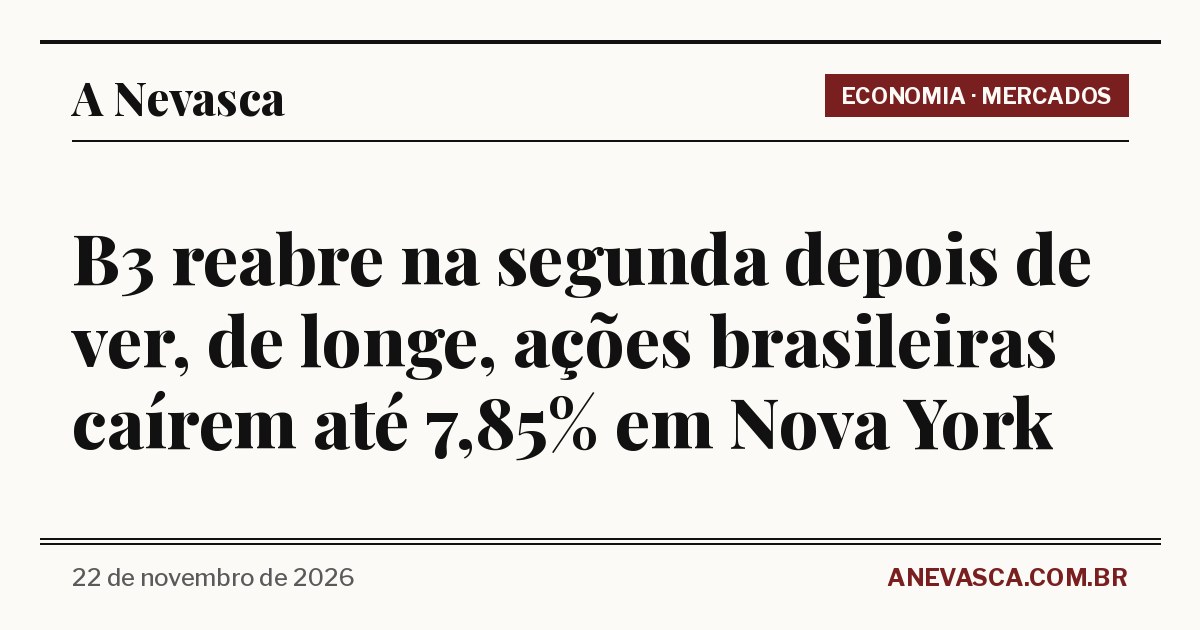 A Nevasca
ECONOMIA · MERCADOS
B3 reabre na segunda depois de
ver, de longe, ações brasileiras
caírem até 7,85% em Nova York
22 de novembro de 2026
ANEVASCA.COM.BR